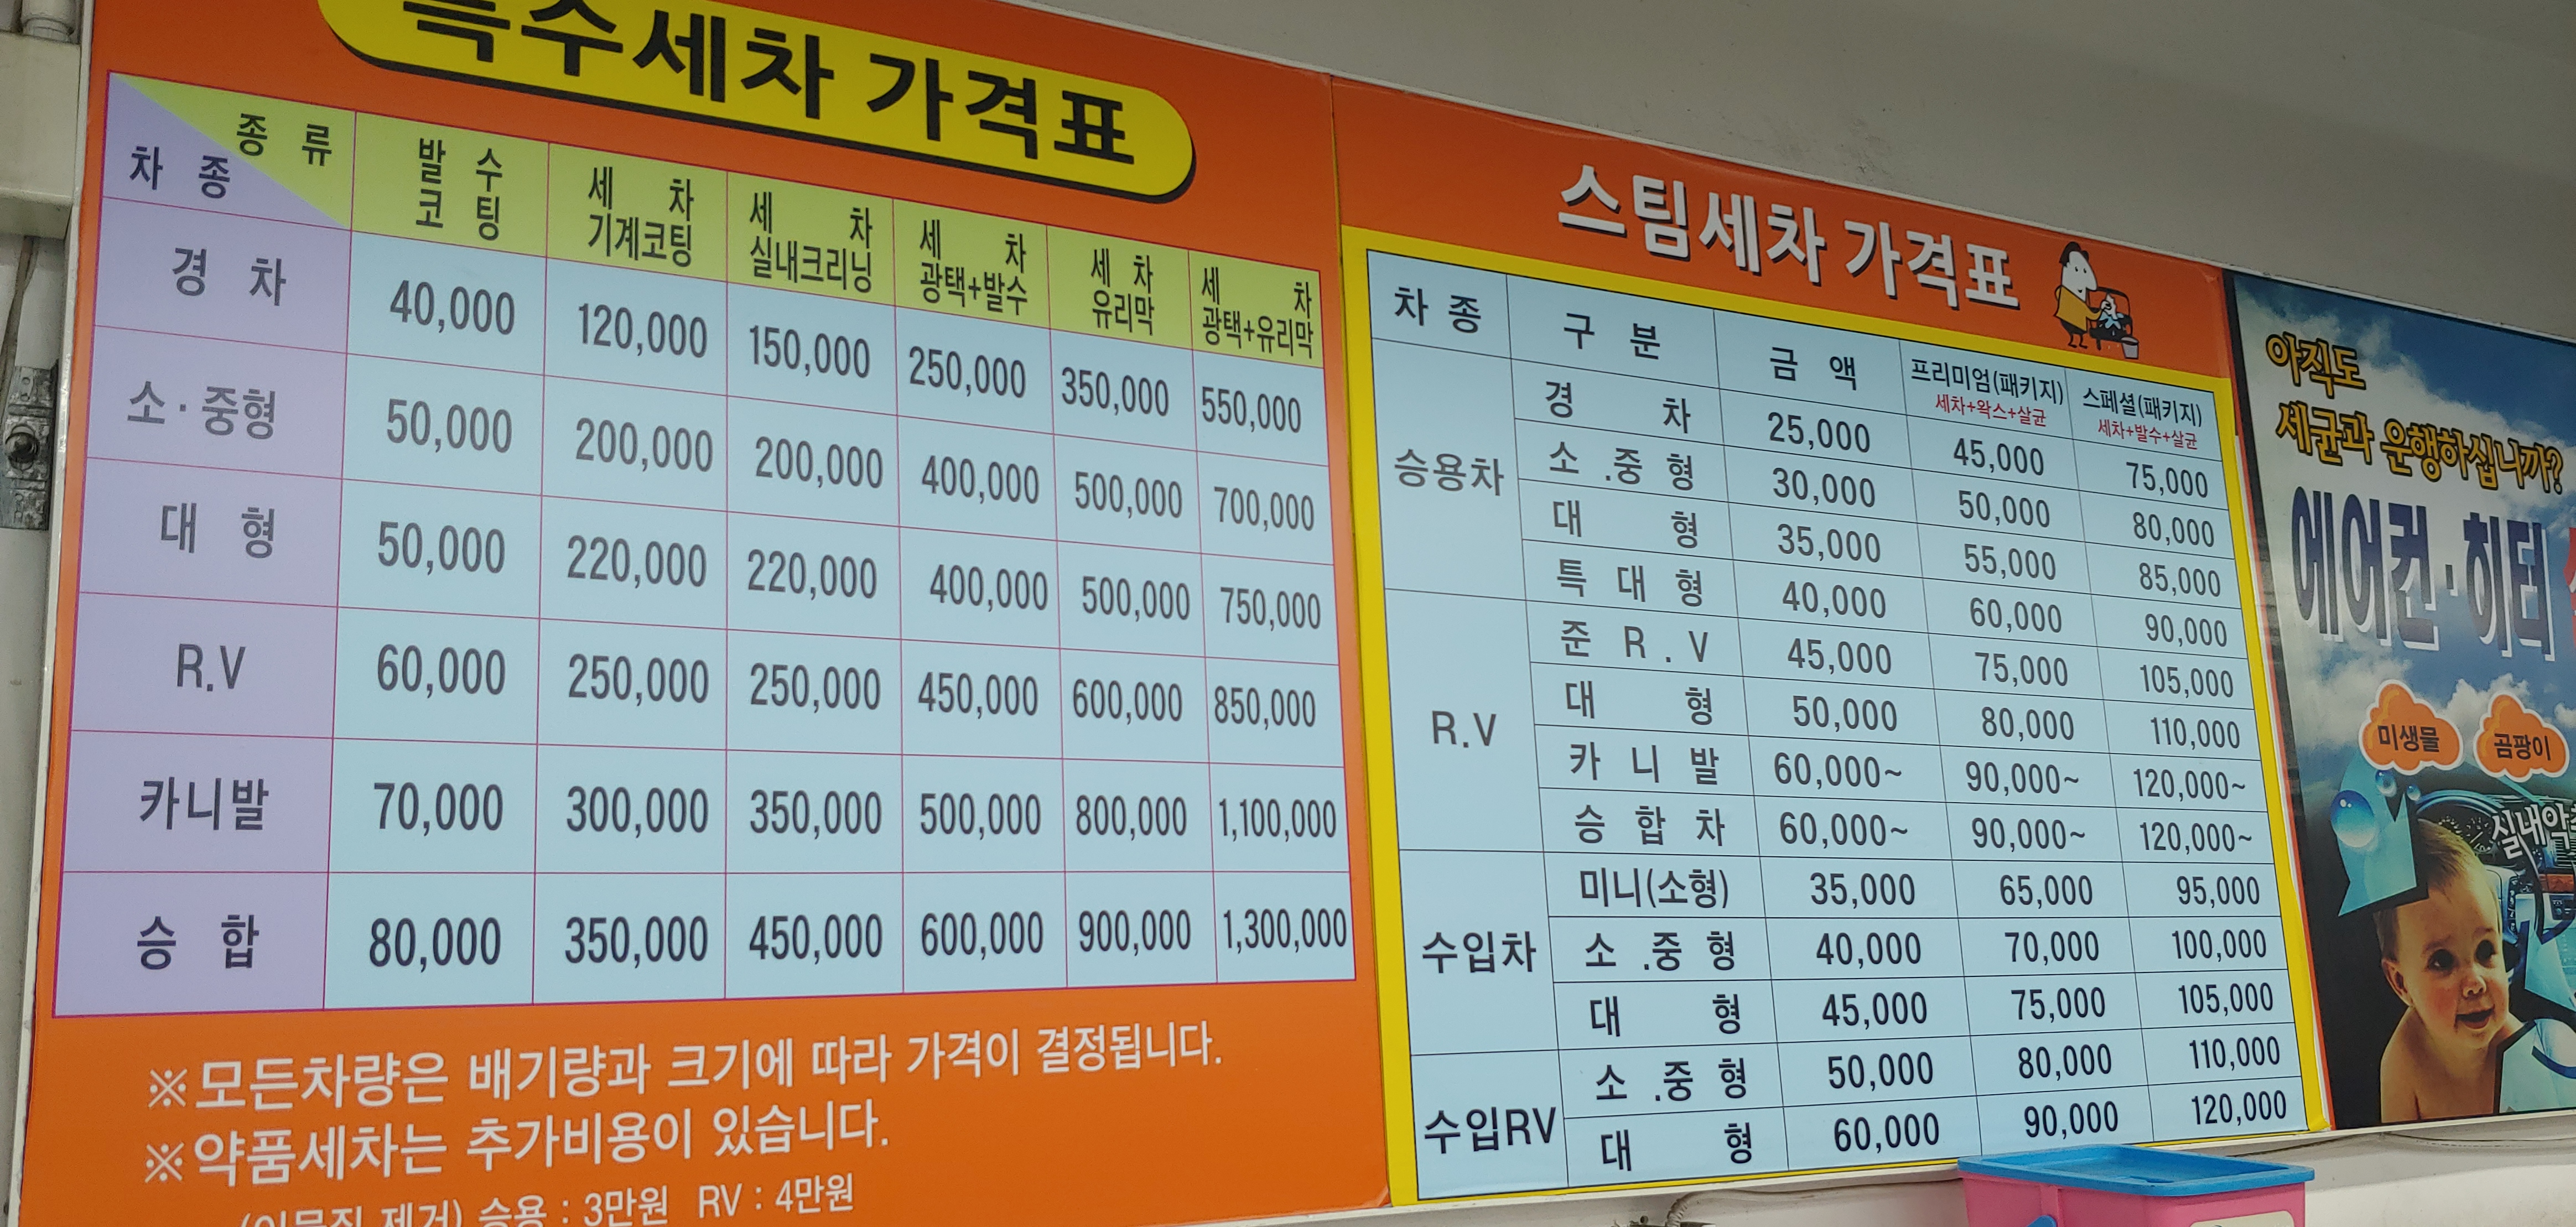 특수세차 가격표
종 류
차 종
발 수 코 팅
세 차 기계코팅
세 차 실내크리닝
세 차 광택+발수
세 차 유리막
세 차 광택+유리막
경 차 40,000 120,000 150,000 250,000 350,000 550,000
소·중형 50,000 200,000 200,000 400,000 500,000 700,000
대 형 50,000 220,000 220,000 400,000 500,000 750,000
R.V 60,000 250,000 250,000 450,000 600,000 850,000
카니발 70,000 300,000 350,000 500,000 800,000 1,100,000
승 합 80,000 350,000 450,000 600,000 900,000 1,300,000
※모든차량은 배기량과 크기에 따라 가격이 결정됩니다.
※약품세차는 추가비용이 있습니다.
(이물질 제거) 승용 : 3만원 RV : 4만원
스팀세차 가격표
차 종 구 분 금 액 프리미엄(패키지) 스페셜(패키지)
세차+왁스+살균 세차+발수+살균
승용차
경 차 25,000 45,000 75,000
소.중형 30,000 50,000 80,000
대 형 35,000 55,000 85,000
특 대 형 40,000 60,000 90,000
R.V
준 R.V 45,000 75,000 105,000
대 형 50,000 80,000 110,000
카 니 발 60,000~ 90,000~ 120,000~
승 합 차 60,000~ 90,000~ 120,000~
수입차
미니(소형) 35,000 65,000 95,000
소.중형 40,000 70,000 100,000
대 형 45,000 75,000 105,000
수입RV
소.중형 50,000 80,000 110,000
대 형 60,000 90,000 120,000
아직도
세균과 운행하십니까?
에어컨·히터
미생물
곰팡이